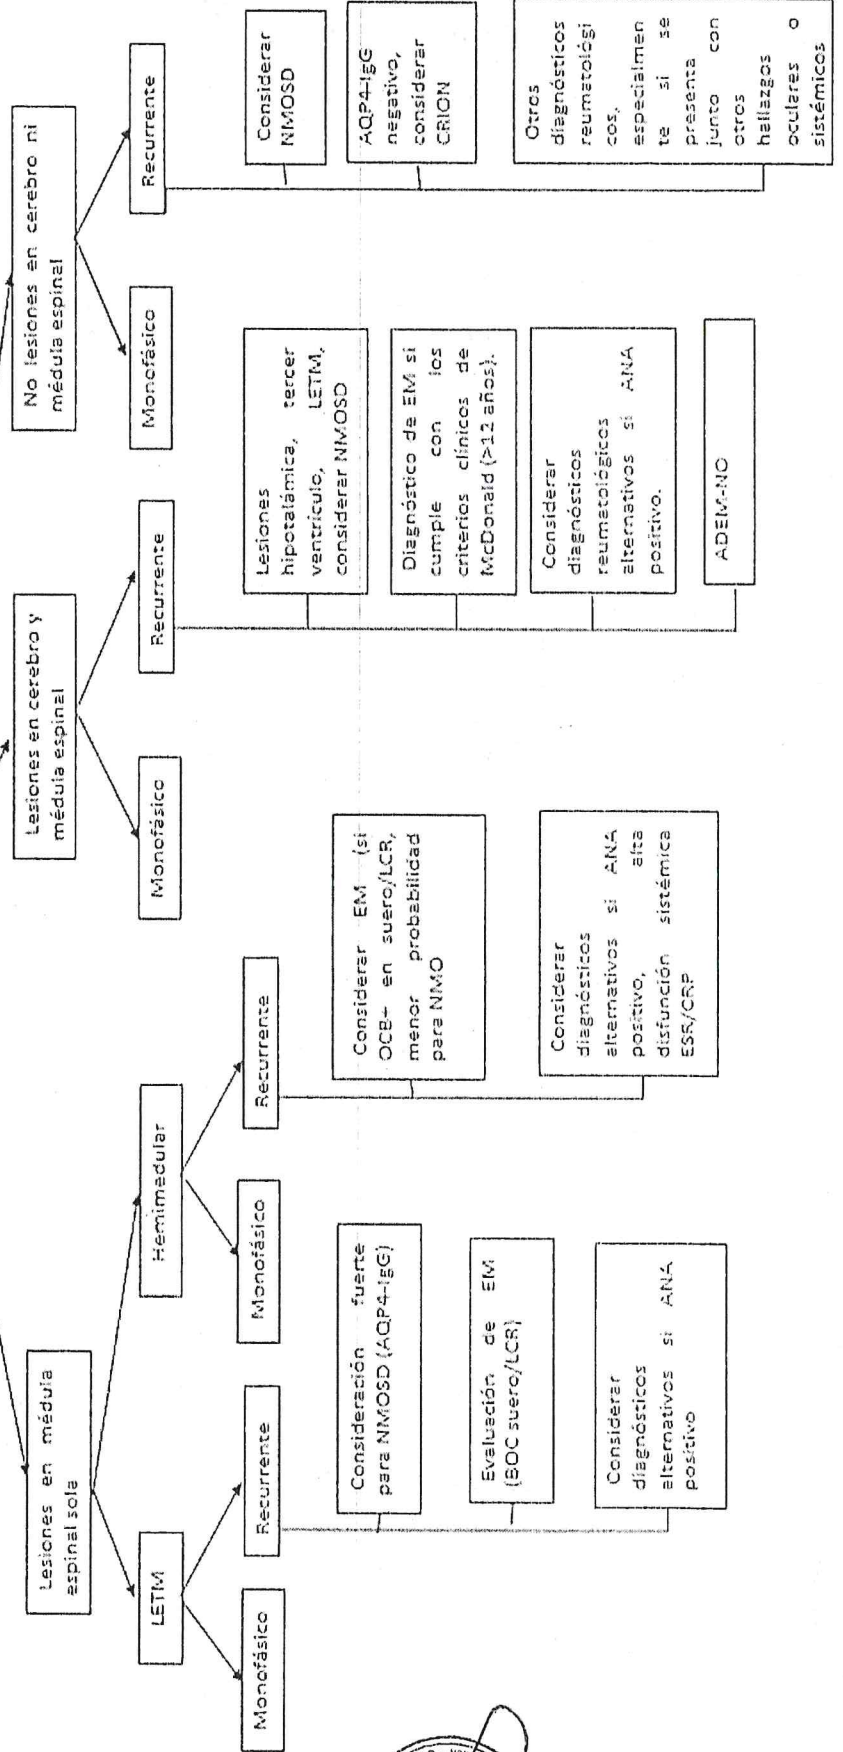 Lesiones en médula
espinal sola
LETM
Monofásico
Recurrente
Consideración fuerte
para NMOSD (AQP4-IgG)
Evaluación de EM
(BOC suero/LCR)
Considerar
diagnósticos
alternativos si ANA
positivo
Hemimedular
Monofásico
Recurrente
Considerar EM (si
OCB+ en suero/LCR,
menor probabilidad
para NMO
Considerar
diagnósticos
alternativos si ANA
positivo, alta
disfunción sistémica
ESR/CRP
Lesiones en cerebro y
médula espinal
Monofásico
Recurrente
Lesiones
hipotalámica, tercer
ventrículo, LETM,
considerar NMOSD
Diagnóstico de EM si
cumple con los
criterios clínicos de
McDonald (>12 años).
Considerar
diagnósticos
reumatológicos
alternativos si ANA
positivo.
ADEM-NO
No lesiones en cerebro ni
médula espinal
Monofásico
Recurrente
Considerar
NMOSD
AQP4-IgG
negativo,
considerar
CRION
Otros
diagnósticos
reumatológi
cos,
especialmen
te si se
presenta
junto con
otros
hallazgos
oculares o
sistémicos